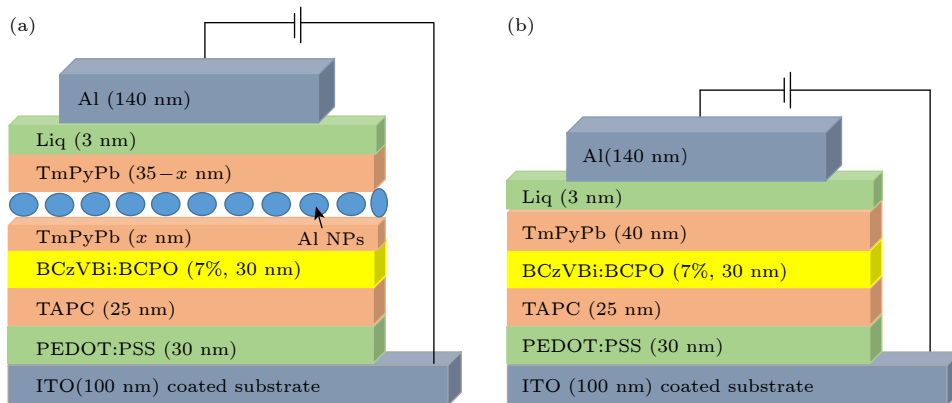 (a)
Al (140 nm)
Liq (3 nm)
TmPyPb (35−x nm)
Al NPs
TmPyPb (x nm)
BCzVBi:BCPO (7%, 30 nm)
TAPC (25 nm)
PEDOT:PSS (30 nm)
ITO(100 nm) coated substrate
(b)
Al(140 nm)
Liq (3 nm)
TmPyPb (40 nm)
BCzVBi:BCPO (7%, 30 nm)
TAPC (25 nm)
PEDOT:PSS (30 nm)
ITO (100 nm) coated substrate